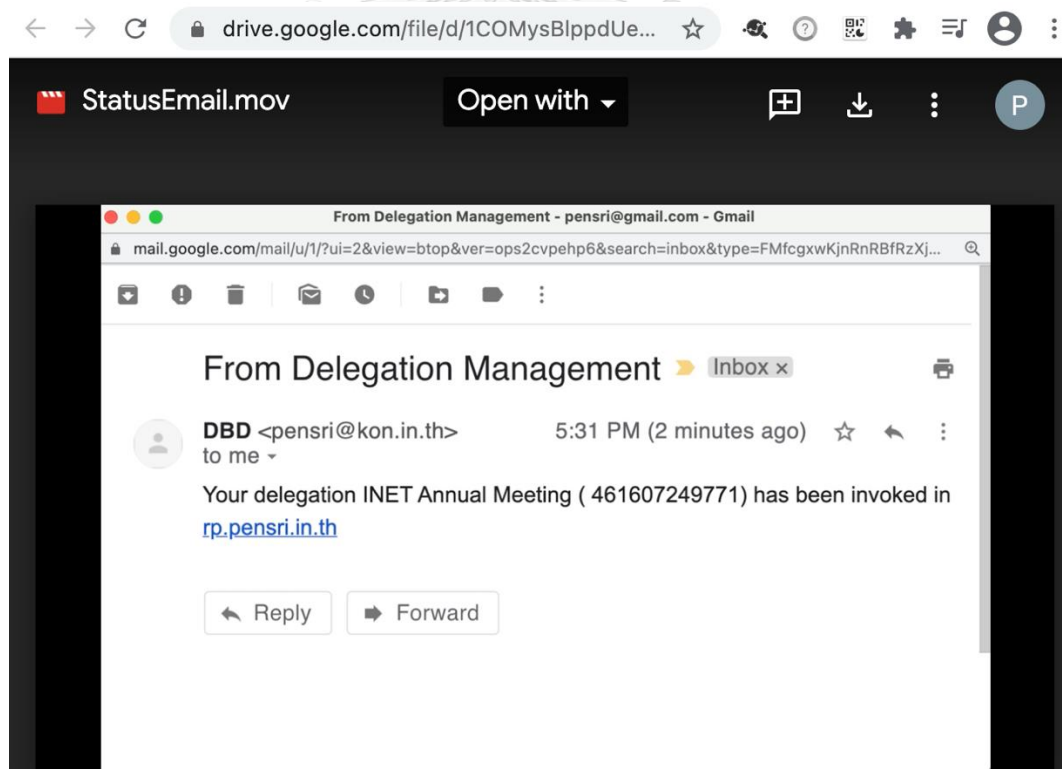 drive.google.com/file/d/1COMysBlppdUe...
StatusEmail.mov
Open with
P
From Delegation Management - pensri@gmail.com - Gmail
mail.google.com/mail/u/1/?ui=2&view=btop&ver=ops2cvpehp6&search=inbox&type=FMfcgxwKjnRnRBfRzXj...
From Delegation Management Inbox x
DBD <pensri@kon.in.th> 5:31 PM (2 minutes ago)
to me
Your delegation INET Annual Meeting ( 461607249771) has been invoked in
rp.pensri.in.th
Reply Forward